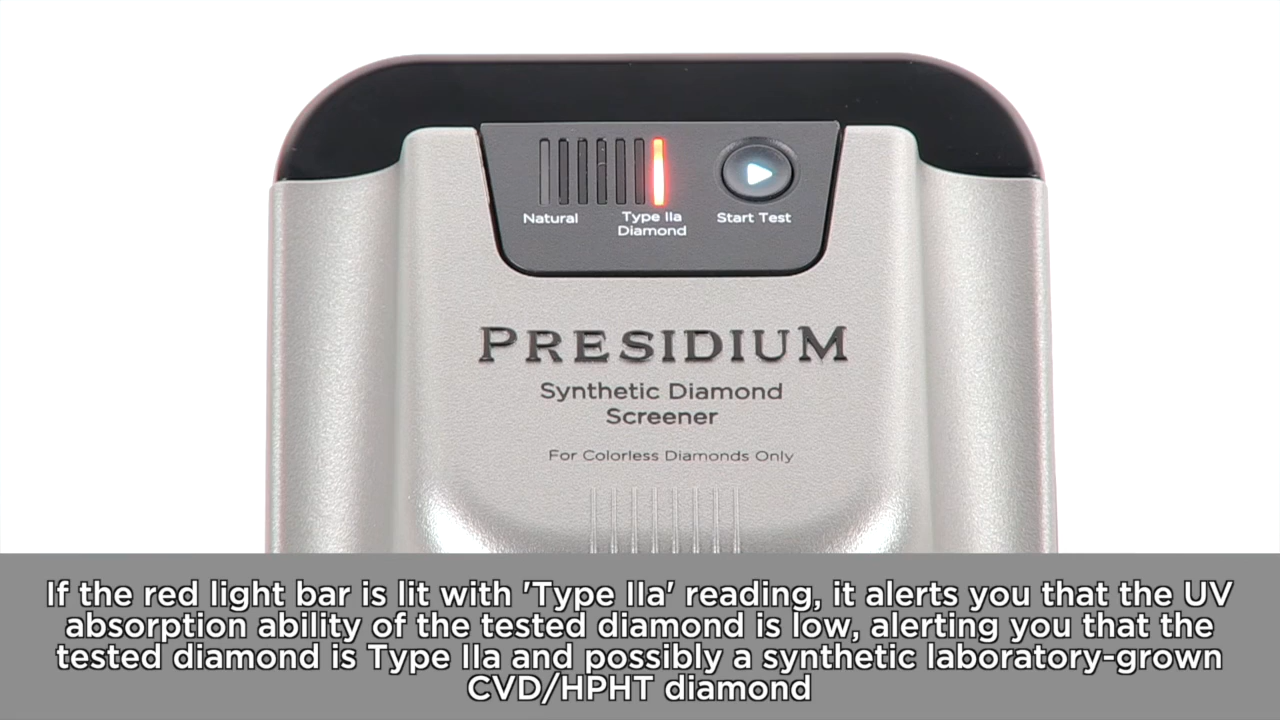 Natural
Type IIa
Diamond
Start Test
PRESIDIUM
Synthetic Diamond
Screener
For Colorless Diamonds Only
If the red light bar is lit with 'Type IIa' reading, it alerts you that the UV
absorption ability of the tested diamond is low, alerting you that the
tested diamond is Type IIa and possibly a synthetic laboratory-grown
CVD/HPHT diamond